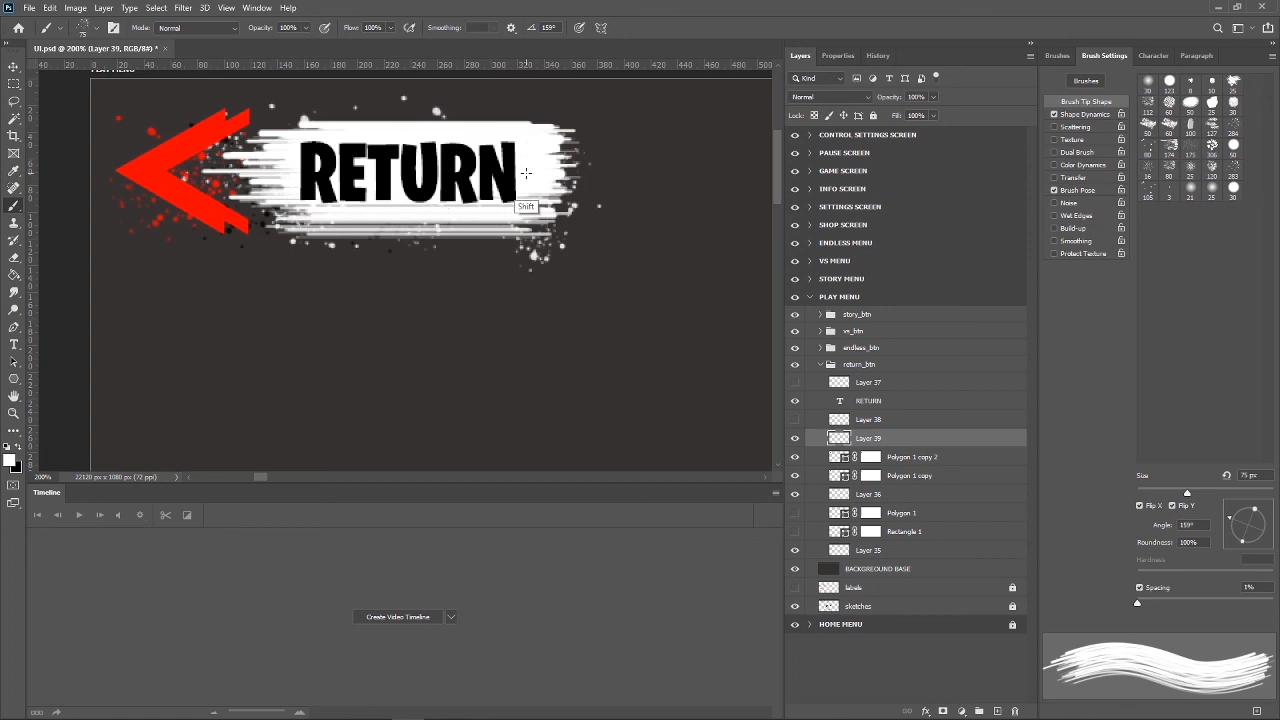 File Edit Image Layer Type Select Filter 3D View Window Help
Mode: Normal Opacity: 100% Flow: 100% Smoothing: 159°
UI.psd @ 200% (Layer 39, RGB/8#) *
RETURN
Shift
200% 22120 px x 1080 px (72 ppi)
Timeline
Create Video Timeline
Layers Properties History
Kind
Normal Opacity: 100%
Lock: Fill: 100%
CONTROL SETTINGS SCREEN
PAUSE SCREEN
GAME SCREEN
INFO SCREEN
SETTINGS SCREEN
SHOP SCREEN
ENDLESS MENU
VS MENU
STORY MENU
PLAY MENU
story_btn
vs_btn
endless_btn
return_btn
Layer 37
RETURN
Layer 38
Layer 39
Polygon 1 copy 2
Polygon 1 copy
Layer 36
Polygon 1
Rectangle 1
Layer 35
BACKGROUND BASE
labels
sketches
HOME MENU
Brushes Brush Settings Character Paragraph
Brushes
Brush Tip Shape
Shape Dynamics
Scattering
Texture
Dual Brush
Color Dynamics
Transfer
Brush Pose
Noise
Wet Edges
Build-up
Smoothing
Protect Texture
Size 75 px
Flip X Flip Y
Angle: 159°
Roundness: 100%
Hardness
Spacing 1%